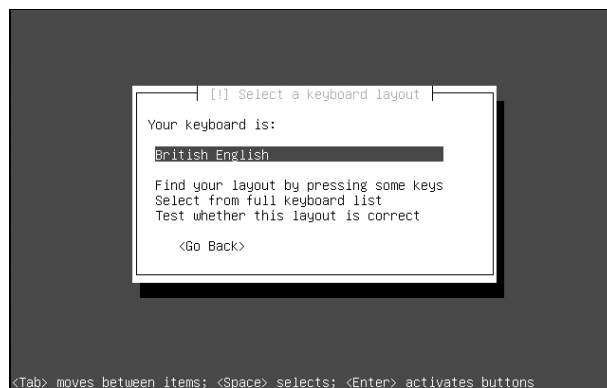 [!] Select a keyboard layout
Your keyboard is:
British English
Find your layout by pressing some keys
Select from full keyboard list
Test whether this layout is correct
<Go Back>
<Tab> moves between items; <Space> selects; <Enter> activates buttons